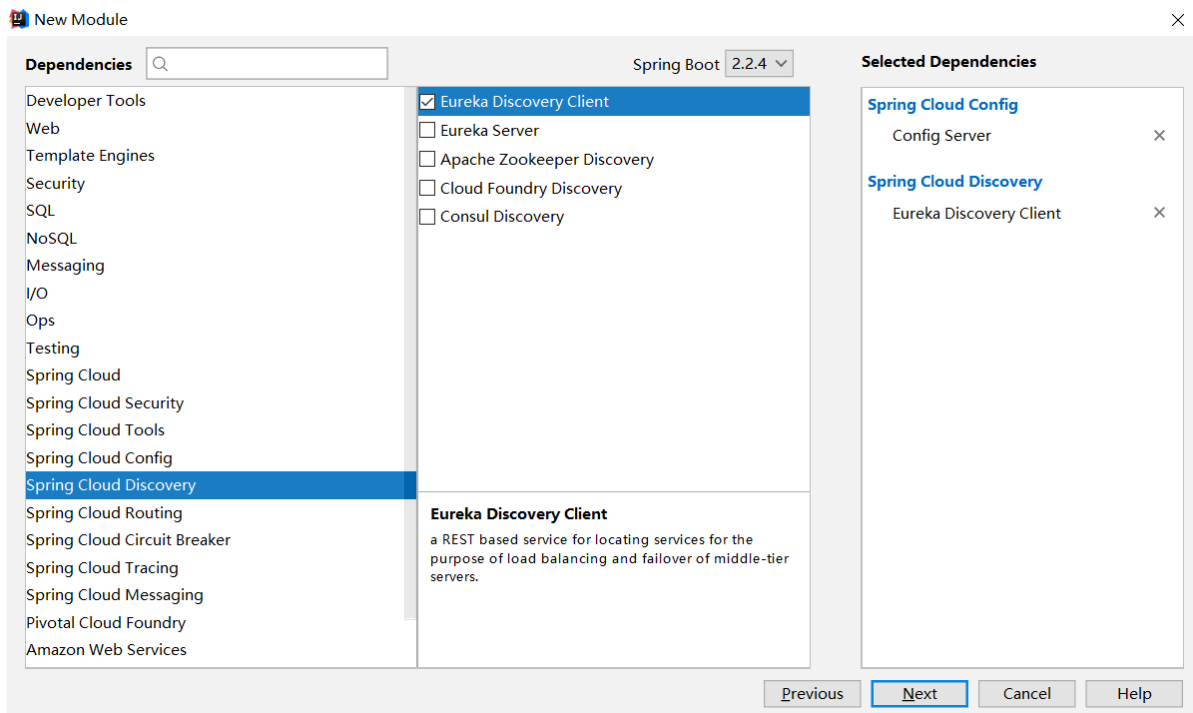 New Module
Dependencies
Spring Boot 2.2.4
Selected Dependencies
Developer Tools
Web
Template Engines
Security
SQL
NoSQL
Messaging
I/O
Ops
Testing
Spring Cloud
Spring Cloud Security
Spring Cloud Tools
Spring Cloud Config
Spring Cloud Discovery
Spring Cloud Routing
Spring Cloud Circuit Breaker
Spring Cloud Tracing
Spring Cloud Messaging
Pivotal Cloud Foundry
Amazon Web Services
Eureka Discovery Client
Eureka Server
Apache Zookeeper Discovery
Cloud Foundry Discovery
Consul Discovery
Eureka Discovery Client
a REST based service for locating services for the
purpose of load balancing and failover of middle-tier
servers.
Spring Cloud Config
Config Server
Spring Cloud Discovery
Eureka Discovery Client
Previous
Next
Cancel
Help